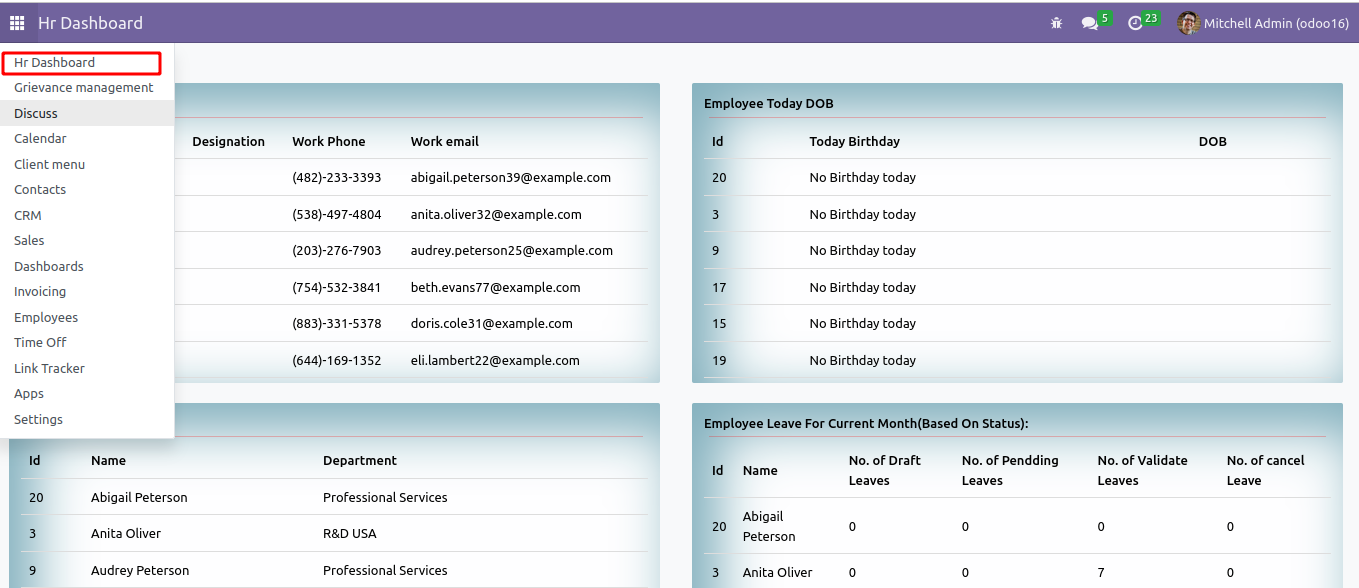 Hr Dashboard
5
23
Mitchell Admin (odoo16)
Hr Dashboard
Grievance management
Discuss
Calendar
Client menu
Contacts
CRM
Sales
Dashboards
Invoicing
Employees
Time Off
Link Tracker
Apps
Settings
Designation Work Phone Work email
(482)-233-3393 abigail.peterson39@example.com
(538)-497-4804 anita.oliver32@example.com
(203)-276-7903 audrey.peterson25@example.com
(754)-532-3841 beth.evans77@example.com
(883)-331-5378 doris.cole31@example.com
(644)-169-1352 eli.lambert22@example.com
Employee Today DOB
Id Today Birthday DOB
20 No Birthday today
3 No Birthday today
9 No Birthday today
17 No Birthday today
15 No Birthday today
19 No Birthday today
Id Name Department
20 Abigail Peterson Professional Services
3 Anita Oliver R&D USA
9 Audrey Peterson Professional Services
Employee Leave For Current Month(Based On Status):
Id Name No. of Draft Leaves No. of Pendding Leaves No. of Validate Leaves No. of cancel Leave
20 Abigail Peterson 0 0 0 0
3 Anita Oliver 0 0 7 0